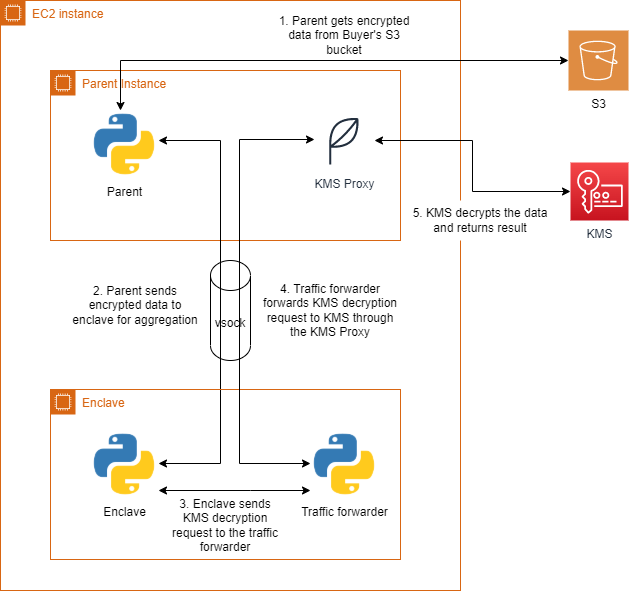 EC2 instance
1. Parent gets encrypted
data from Buyer's S3
bucket
S3
Parent Instance
Parent
KMS Proxy
KMS
5. KMS decrypts the data
and returns result
2. Parent sends
encrypted data to
enclave for aggregation
vsock
4. Traffic forwarder
forwards KMS decryption
request to KMS through
the KMS Proxy
Enclave
Enclave
Traffic forwarder
3. Enclave sends
KMS decryption
request to the traffic
forwarder